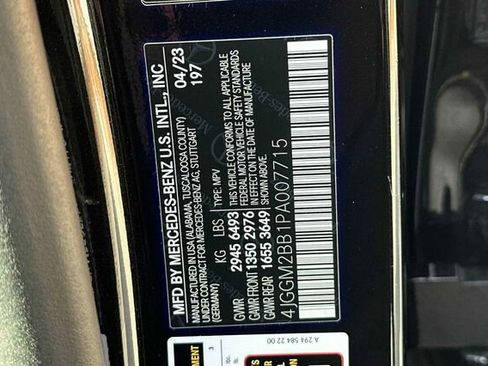 MFD BY MERCEDES-BENZ U.S. INTL., INC
IN USA (ALABAMA, TUSCALOOSA COUNTY) 04/23
UNDER MERCEDES-BENZ AG, STUTTGART 197
(GERMANY)
KG LBS TYPE: MPV
GVWR 2945 6493 THIS VEHICLE CONFORMS TO ALL APPLICABLE
GAWR FRONT 1350 2976 FEDERAL MOTOR VEHICLE SAFETY STANDARDS
GAWR REAR 1655 3649 IN EFFECT ON THE DATE OF MANUFACTURE
SHOWN ABOVE
4JGGM2BB1PA007715
A 294 584 22 00